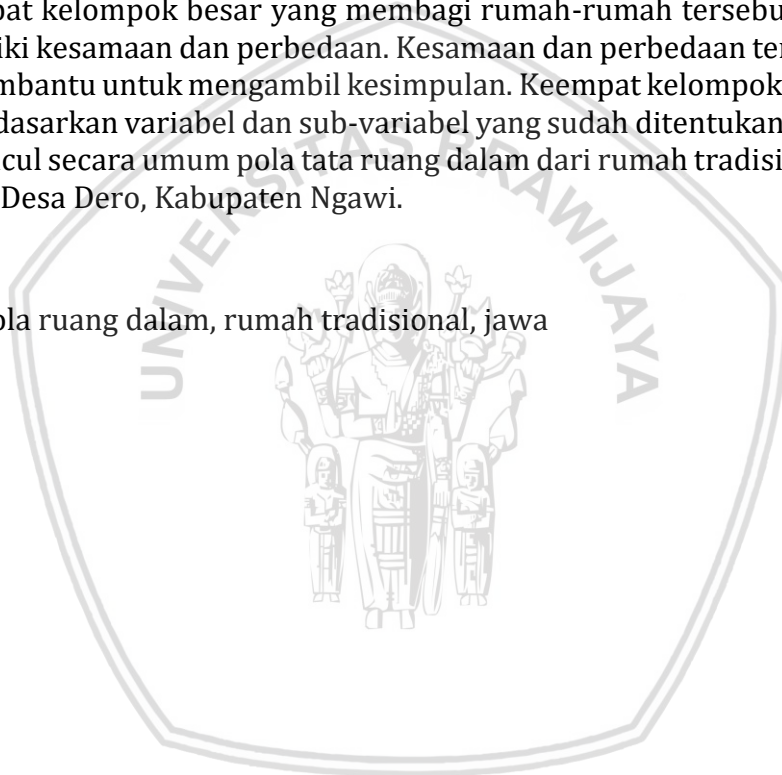 pat kelompok besar yang membagi rumah-rumah tersebu
iki kesamaan dan perbedaan. Kesamaan dan perbedaan ter
mbantu untuk mengambil kesimpulan. Keempat kelompok
dasarkan variabel dan sub-variabel yang sudah ditentukan
cul secara umum pola tata ruang dalam dari rumah tradisi
Desa Dero, Kabupaten Ngawi.
ola ruang dalam, rumah tradisional, jawa
UNIVERSITAS BRAWIJAYA